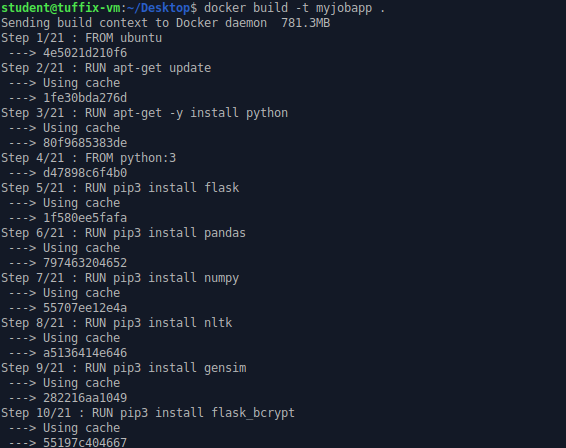 student@tuffix-vm:~/Desktop$ docker build -t myjobapp .
Sending build context to Docker daemon  781.3MB
Step 1/21 : FROM ubuntu
 ---> 4e5021d210f6
Step 2/21 : RUN apt-get update
 ---> Using cache
 ---> 1fe30bda276d
Step 3/21 : RUN apt-get -y install python
 ---> Using cache
 ---> 80f9685383de
Step 4/21 : FROM python:3
 ---> d47898c6f4b0
Step 5/21 : RUN pip3 install flask
 ---> Using cache
 ---> 1f580ee5fafa
Step 6/21 : RUN pip3 install pandas
 ---> Using cache
 ---> 797463204652
Step 7/21 : RUN pip3 install numpy
 ---> Using cache
 ---> 55707ee12e4a
Step 8/21 : RUN pip3 install nltk
 ---> Using cache
 ---> a5136414e646
Step 9/21 : RUN pip3 install gensim
 ---> Using cache
 ---> 282216aa1049
Step 10/21 : RUN pip3 install flask_bcrypt
 ---> Using cache
 ---> 55197c404667